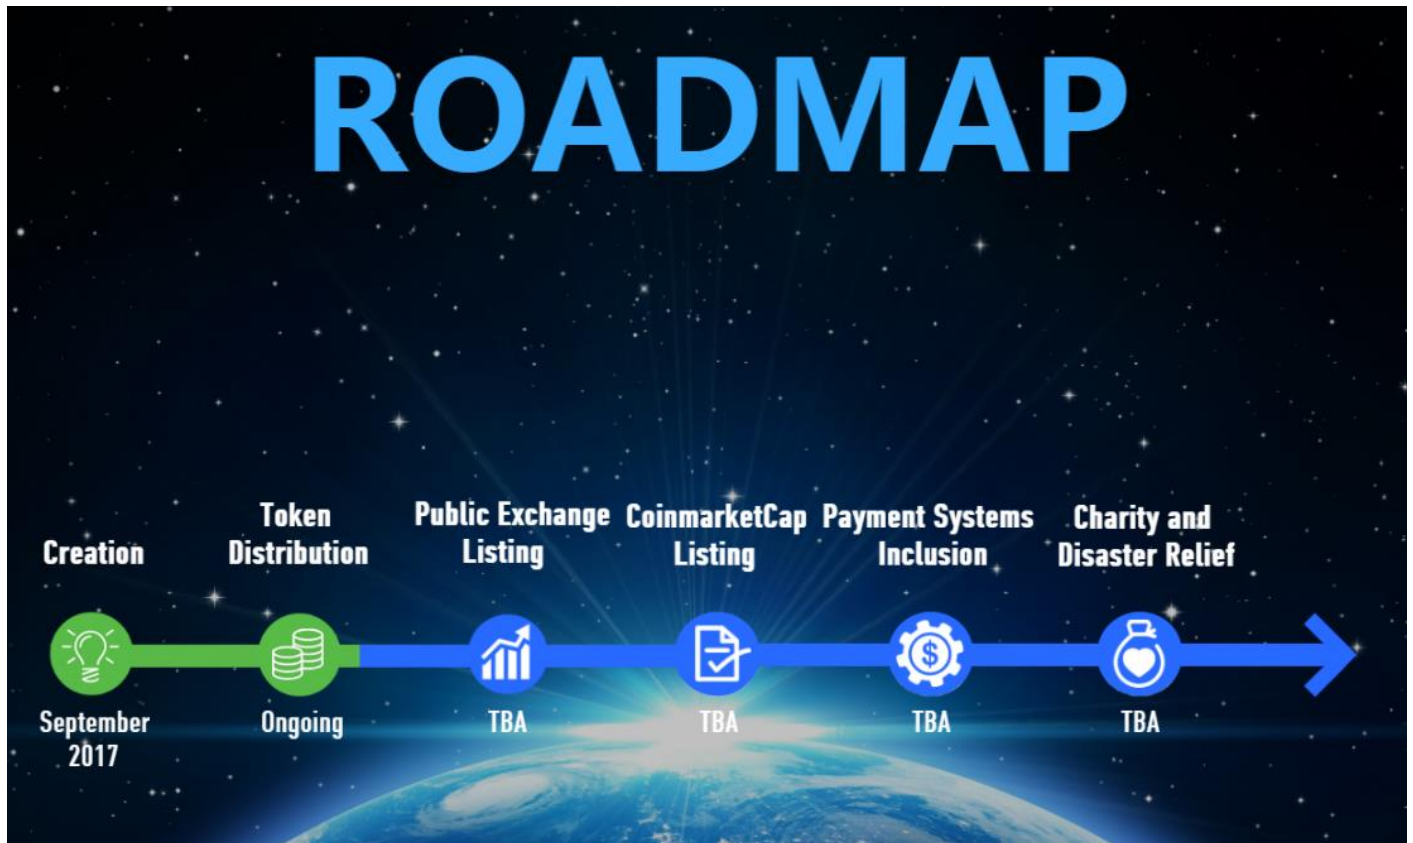 ROADMAP
Creation
Token
Distribution
Public Exchange
Listing
CoinmarketCap
Listing
Payment Systems
Inclusion
Charity and
Disaster Relief
$
September
2017
Ongoing
TBA
TBA
TBA
TBA